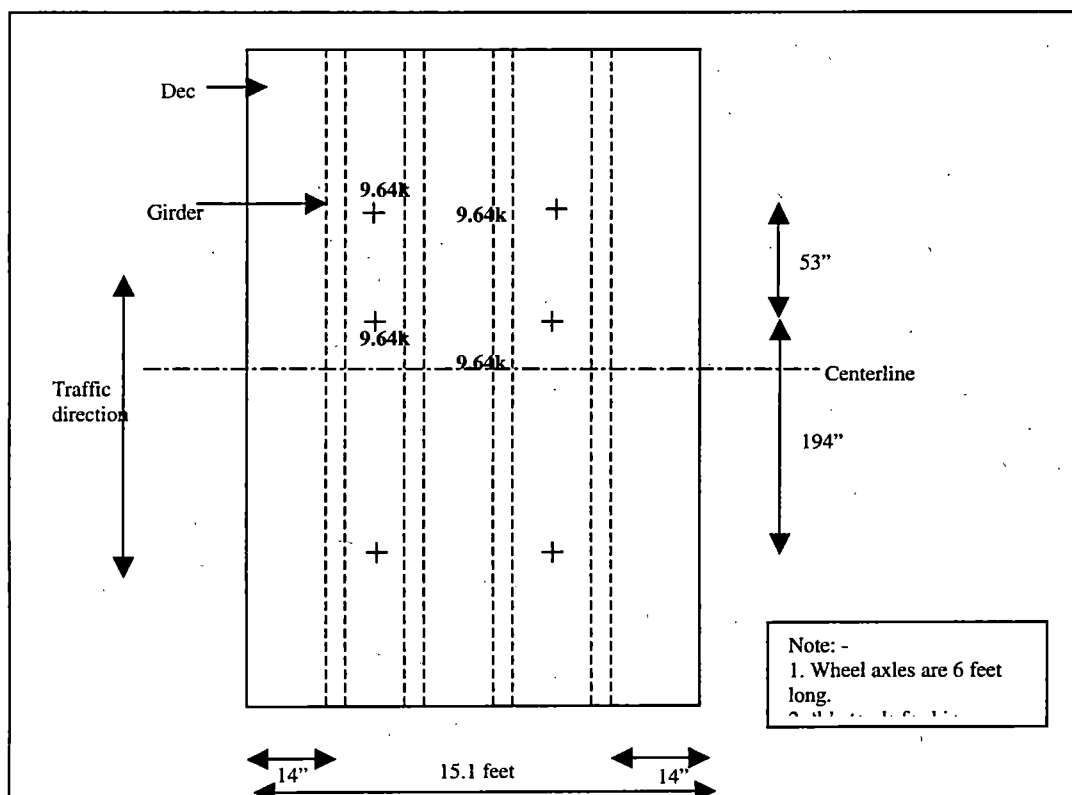 Dec
9.64k
Girder
9.64k
53”
9.64k
9.64k
Centerline
Traffic
direction
194”
Note: -
1. Wheel axles are 6 feet
long.
14”
15.1 feet
14”